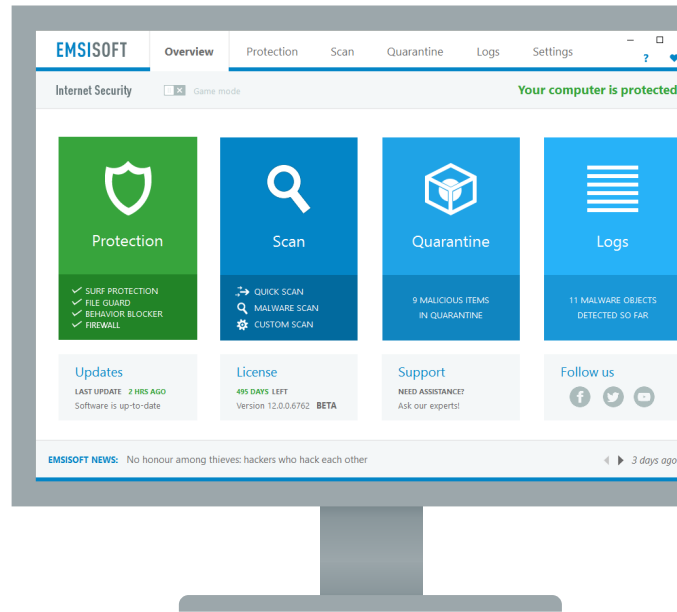 EMSISOFT
Overview
Protection
Scan
Quarantine
Logs
Settings
?
Internet Security
Game mode
Your computer is protected
Protection
SURF PROTECTION
FILE GUARD
BEHAVIOR BLOCKER
FIREWALL
Scan
QUICK SCAN
MALWARE SCAN
CUSTOM SCAN
Quarantine
9 MALICIOUS ITEMS
IN QUARANTINE
Logs
11 MALWARE OBJECTS
DETECTED SO FAR
Updates
LAST UPDATE 2 HRS AGO
Software is up-to-date
License
495 DAYS LEFT
Version 12.0.0.6762 BETA
Support
NEED ASSISTANCE?
Ask our experts!
Follow us
EMSISOFT NEWS: No honour among thieves: hackers who hack each other
3 days ago